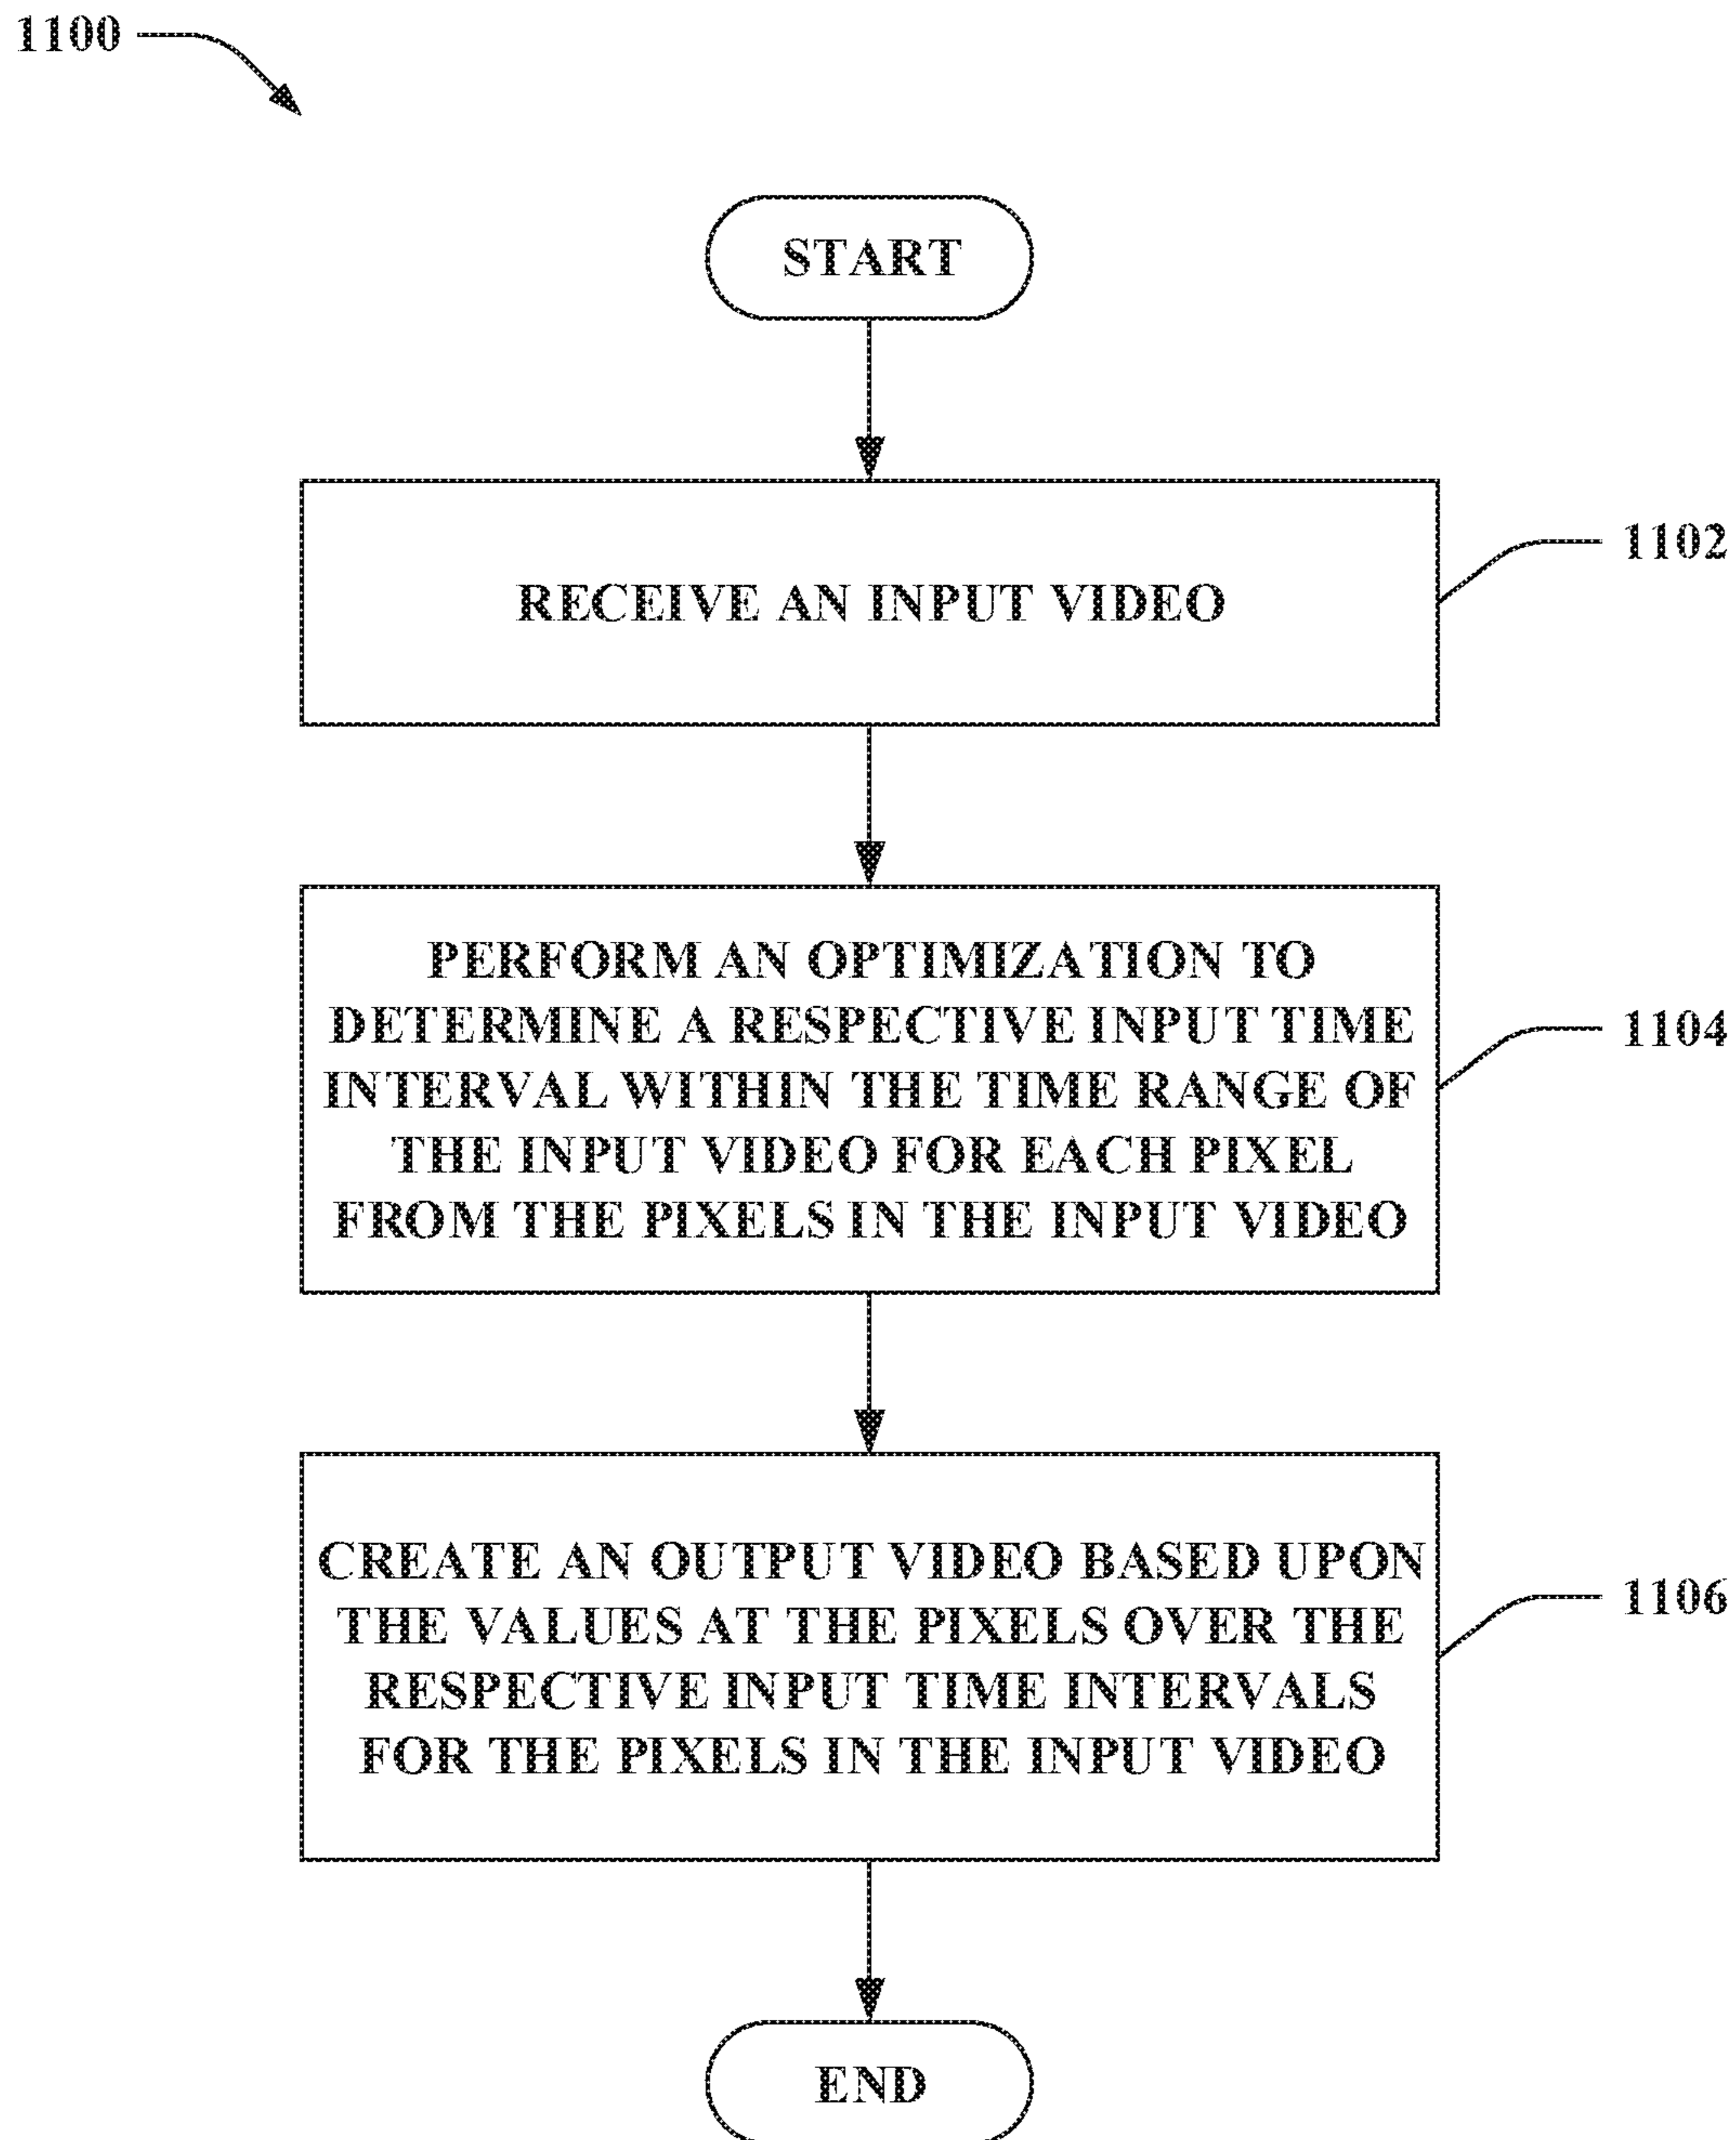 1100
START
RECEIVE AN INPUT VIDEO
1102
PERFORM AN OPTIMIZATION TO
DETERMINE A RESPECTIVE INPUT TIME
INTERVAL WITHIN THE TIME RANGE OF
THE INPUT VIDEO FOR EACH PIXEL
FROM THE PIXELS IN THE INPUT VIDEO
1104
CREATE AN OUTPUT VIDEO BASED UPON
THE VALUES AT THE PIXELS OVER THE
RESPECTIVE INPUT TIME INTERVALS
FOR THE PIXELS IN THE INPUT VIDEO
1106
END